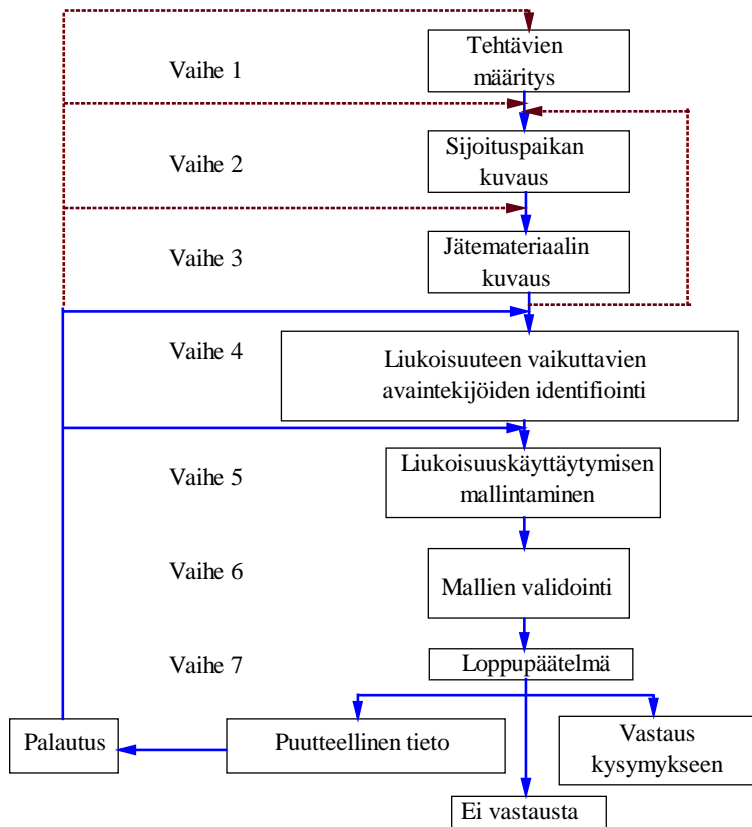 Tehtävien
määritys
Vaihe 1
Sijoituspaikan
kuvaus
Vaihe 2
Jätemateriaalin
kuvaus
Vaihe 3
Liukoisuuteen vaikuttavien
avaintekijöiden identifiointi
Vaihe 4
Liukoisuuskäyttäytymisen
mallintaminen
Vaihe 5
Mallien validointi
Vaihe 6
Loppupäätelmä
Vaihe 7
Palautus
Puutteellinen tieto
Vastaus
kysymykseen
Ei vastausta